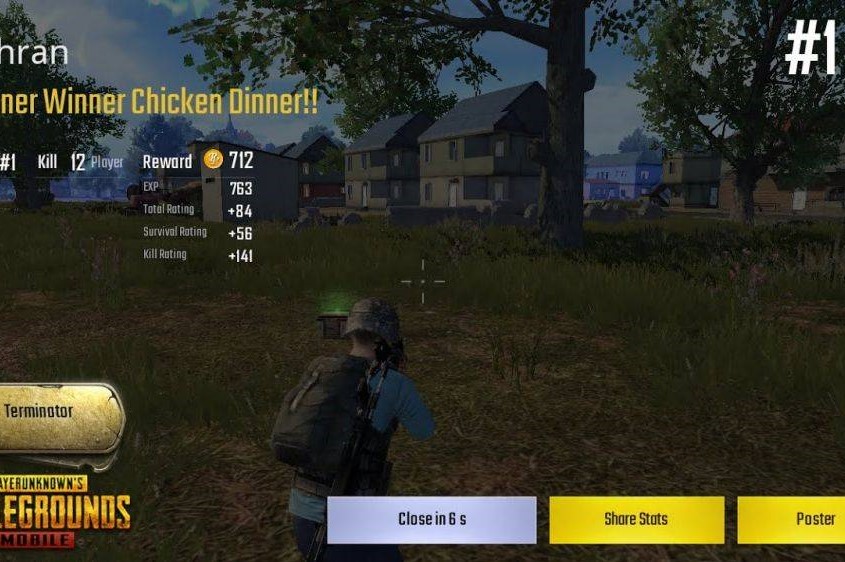 hran
#1
ner Winner Chicken Dinner!!
#1 Kill 12 Player Reward 712
EXP 763
Total Rating +84
Survival Rating +56
Kill Rating +141
Terminator
AYERUNKNOWN'S
LEGROUNDS
MOBILE
Close in 6 s
Share Stats
Poster